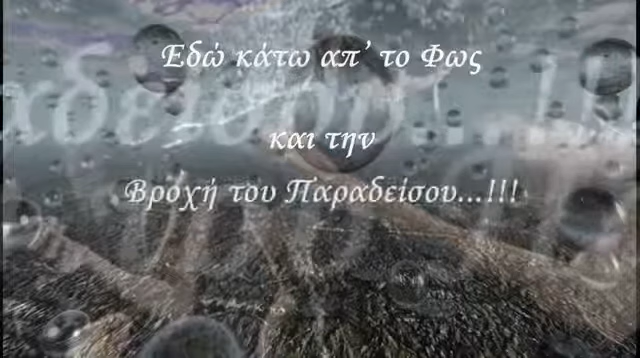 Εδώ κάτω απ’ το Φως
και την
Βροχή του Παραδείσου...!!!